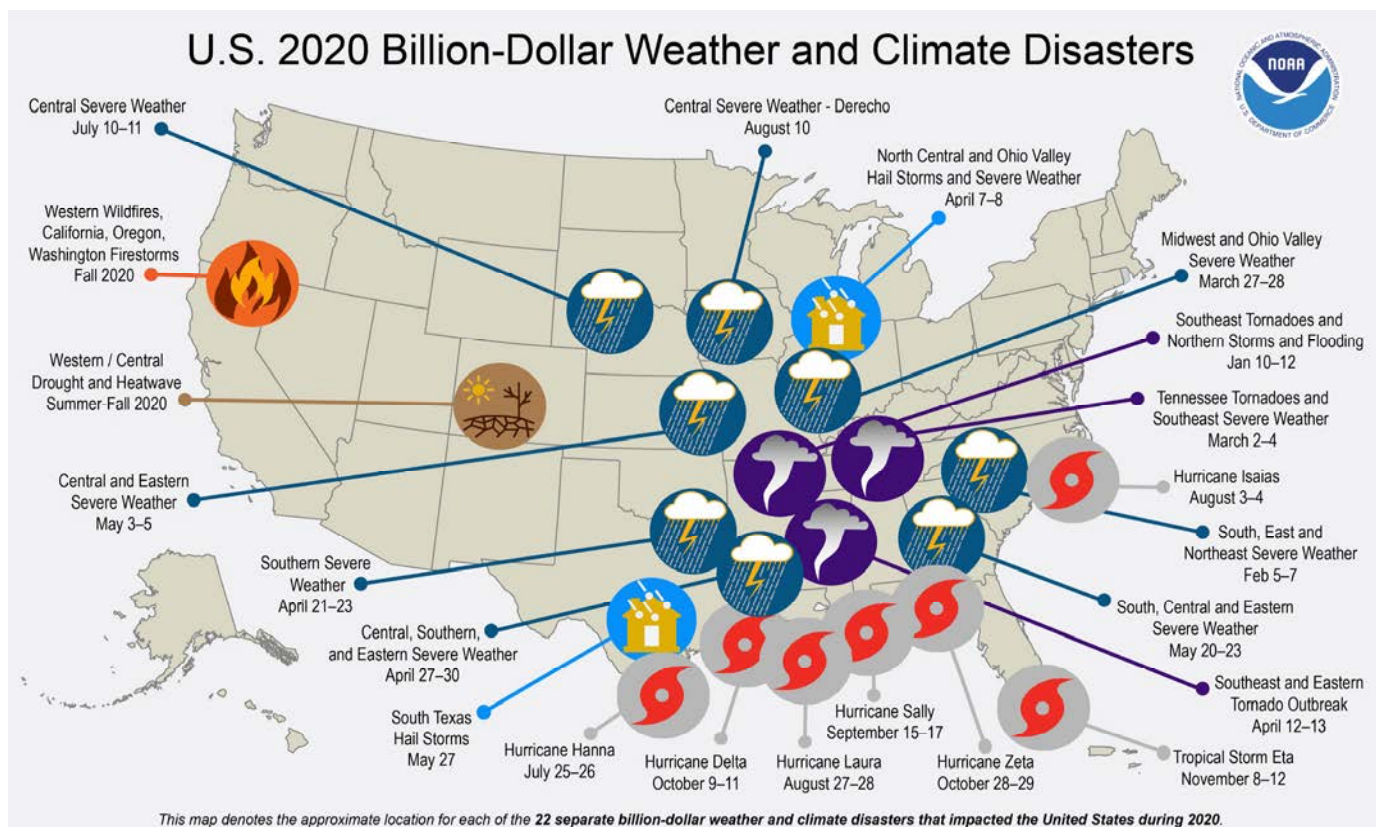 U.S. 2020 Billion-Dollar Weather and Climate Disasters
NATIONAL OCEANIC AND ATMOSPHERIC ADMINISTRATION
NOAA
U.S. DEPARTMENT OF COMMERCE
Central Severe Weather
July 10–11
Central Severe Weather - Derecho
August 10
North Central and Ohio Valley
Hail Storms and Severe Weather
April 7–8
Western Wildfires,
California, Oregon,
Washington Firestorms
Fall 2020
Midwest and Ohio Valley
Severe Weather
March 27–28
Southeast Tornadoes and
Northern Storms and Flooding
Jan 10–12
Western / Central
Drought and Heatwave
Summer-Fall 2020
Tennessee Tornadoes and
Southeast Severe Weather
March 2–4
Central and Eastern
Severe Weather
May 3–5
Hurricane Isaias
August 3–4
South, East and
Northeast Severe Weather
Feb 5–7
Southern Severe
Weather
April 21–23
South, Central and Eastern
Severe Weather
May 20–23
Central, Southern,
and Eastern Severe Weather
April 27–30
Southeast and Eastern
Tornado Outbreak
April 12–13
South Texas
Hail Storms
May 27
Hurricane Hanna
July 25–26
Hurricane Delta
October 9–11
Hurricane Laura
August 27–28
Hurricane Sally
September 15–17
Hurricane Zeta
October 28–29
Tropical Storm Eta
November 8–12
This map denotes the approximate location for each of the 22 separate billion-dollar weather and climate disasters that impacted the United States during 2020.